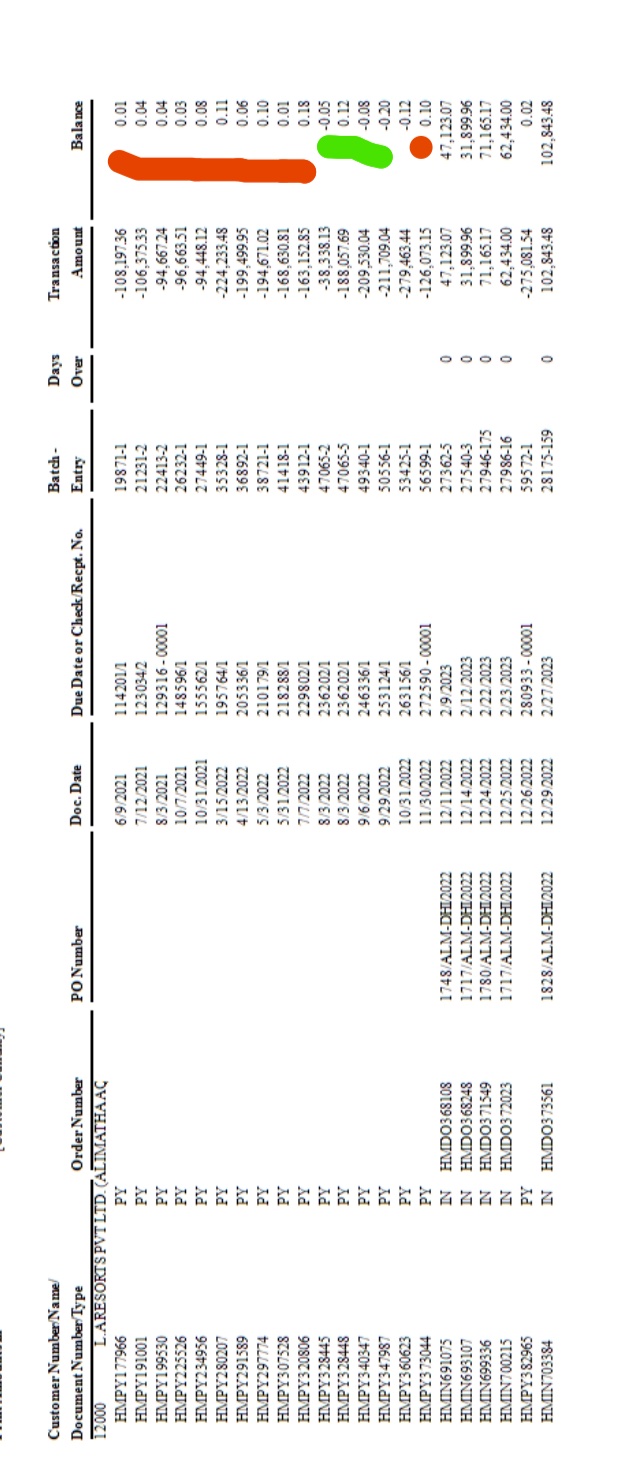 Customer Number/Name/ Batch - Days Transaction
Document Number/Type Order Number PO Number Doc. Date Due Date or Check/Recpt. No. Entry Over Amount Balance
12000 L.A RESORTS PVT LTD. (ALIMATHA AQ
HMPY177966 PY 6/9/2021 114201/1 19871-1 -108,197.36 0.01
HMPY191001 PY 7/12/2021 123034/2 21231-2 -106,375.33 0.04
HMPY199530 PY 8/3/2021 129316 - 00001 22413-2 -94,667.24 0.04
HMPY225526 PY 10/7/2021 148596/1 26232-1 -96,663.51 0.03
HMPY234956 PY 10/31/2021 155562/1 27449-1 -94,448.12 0.08
HMPY280207 PY 3/15/2022 195764/1 35328-1 -224,233.48 0.11
HMPY291589 PY 4/13/2022 205336/1 36892-1 -199,499.95 0.06
HMPY297774 PY 5/3/2022 210179/1 38721-1 -194,671.02 0.10
HMPY307528 PY 5/31/2022 218288/1 41418-1 -168,630.81 0.01
HMPY320806 PY 7/7/2022 229802/1 43912-1 -163,152.85 0.18
HMPY328445 PY 8/3/2022 236202/1 47065-2 -38,338.13 -0.05
HMPY328448 PY 8/3/2022 236202/1 47065-5 -188,057.69 0.12
HMPY340347 PY 9/6/2022 246336/1 49340-1 -209,530.04 -0.08
HMPY347987 PY 9/29/2022 253124/1 50556-1 -211,709.04 -0.20
HMPY360623 PY 10/31/2022 263156/1 53425-1 -279,463.44 -0.12
HMPY373044 PY 11/30/2022 272590 - 00001 56599-1 -126,073.15 0.10
HMIN691075 IN HMDO368108 1748/ALM-DHI/2022 12/11/2022 2/9/2023 27362-5 0 47,123.07 47,123.07
HMIN693107 IN HMDO368248 1717/ALM-DHI/2022 12/14/2022 2/12/2023 27540-3 0 31,899.96 31,899.96
HMIN699336 IN HMDO371549 1780/ALM-DHI/2022 12/24/2022 2/22/2023 27946-175 0 71,165.17 71,165.17
HMIN700215 IN HMDO372023 1717/ALM-DHI/2022 12/25/2022 2/23/2023 27986-16 0 62,434.00 62,434.00
HMPY382965 PY 12/26/2022 280933 - 00001 59572-1 -275,081.54 0.02
HMIN703384 IN HMDO373561 1828/ALM-DHI/2022 12/29/2022 2/27/2023 28175-159 0 102,843.48 102,843.48